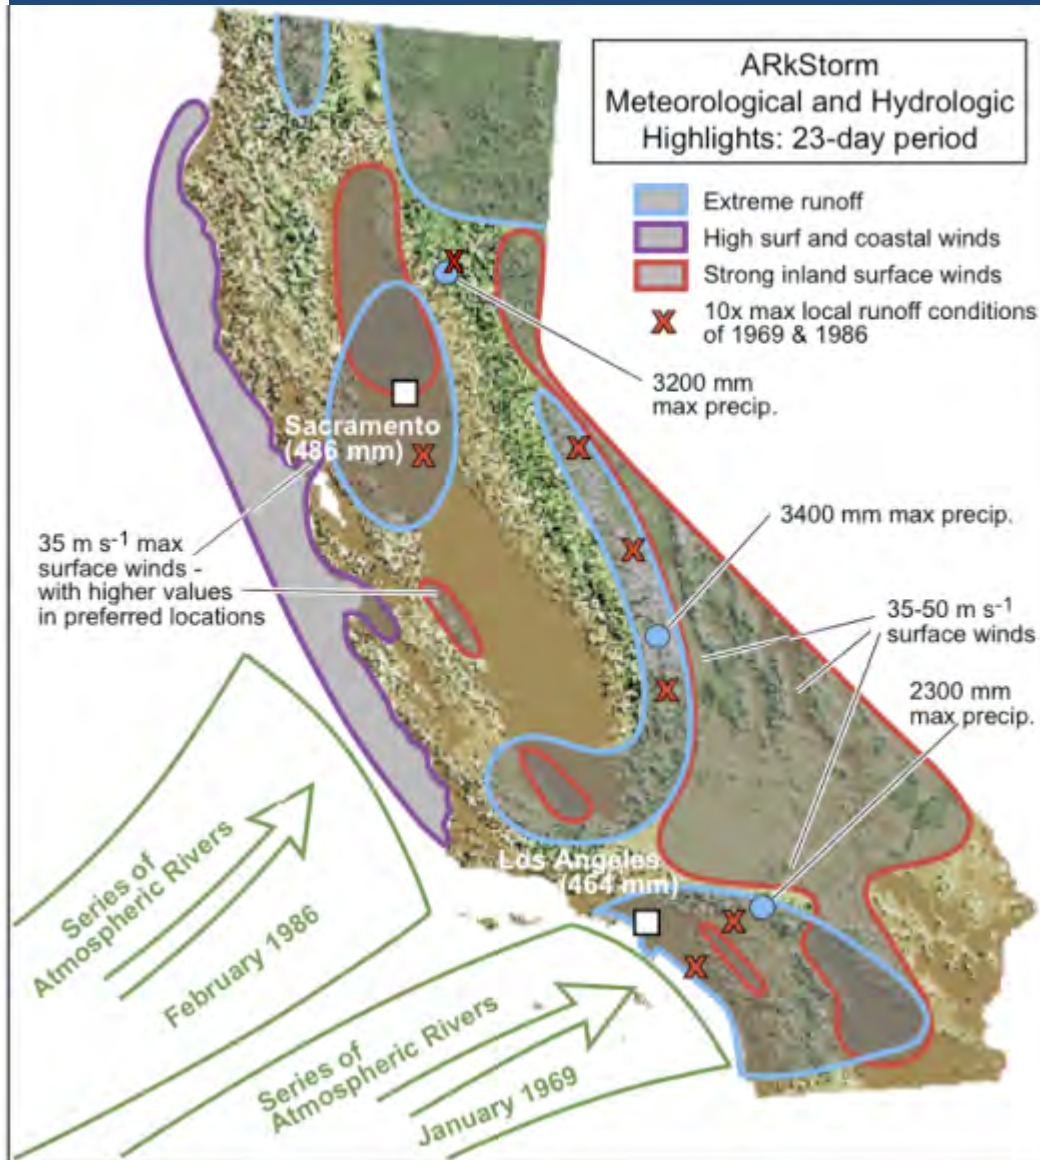 ARkStorm
Meteorological and Hydrologic
Highlights: 23-day period
Extreme runoff
High surf and coastal winds
Strong inland surface winds
X 10x max local runoff conditions
of 1969 & 1986
X
3200 mm
max precip.
Sacramento
(486 mm)
X
X
3400 mm max precip.
35 m s⁻¹ max
surface winds -
with higher values
in preferred locations
X
35-50 m s⁻¹
surface winds
X
2300 mm
max precip.
Los Angeles
(464 mm)
X
X
Series of
Atmospheric Rivers
February 1986
Series of
Atmospheric Rivers
January 1969